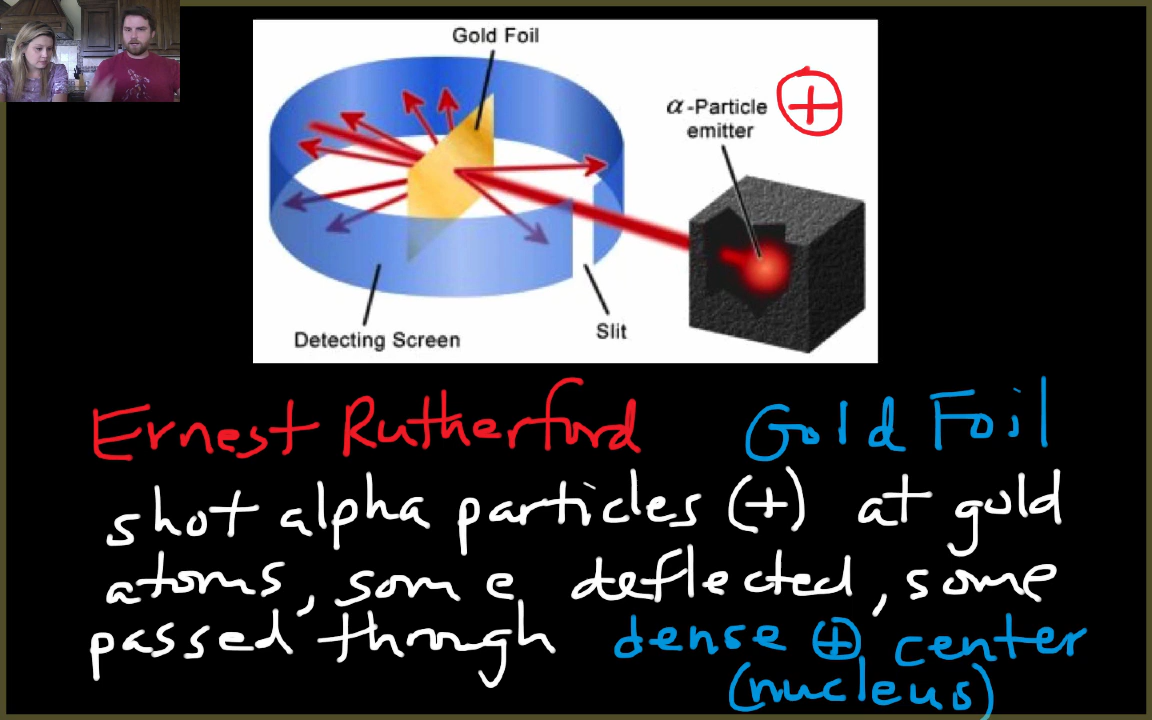 Gold Foil
α-Particle
emitter
+
Detecting Screen
Slit
Ernest Rutherford Gold Foil
shot alpha particles (+) at gold
atoms, some deflected, some
passed through dense + center
(nucleus)